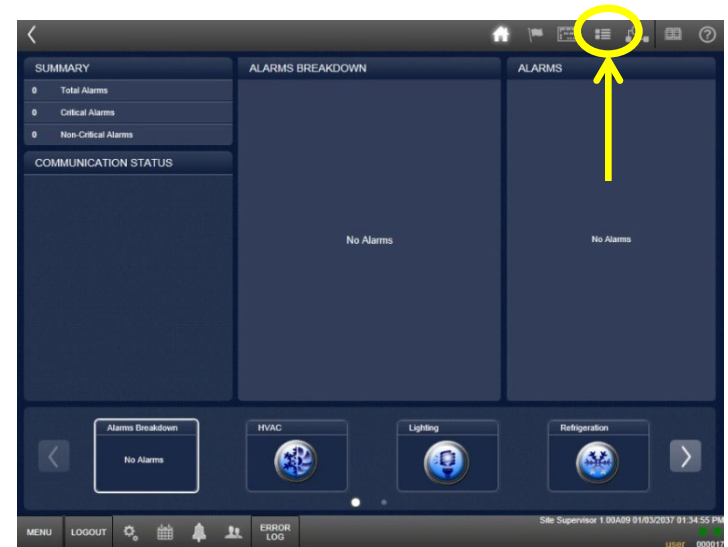 SUMMARY
0 Total Alarms
0 Critical Alarms
0 Non-Critical Alarms
COMMUNICATION STATUS
ALARMS BREAKDOWN
No Alarms
ALARMS
No Alarms
Alarms Breakdown
No Alarms
HVAC
Lighting
Refrigeration
MENU
LOGOUT
ERROR
LOG
Site Supervisor 1.00A09 01/03/2037 01:34:55 PM
user 000017